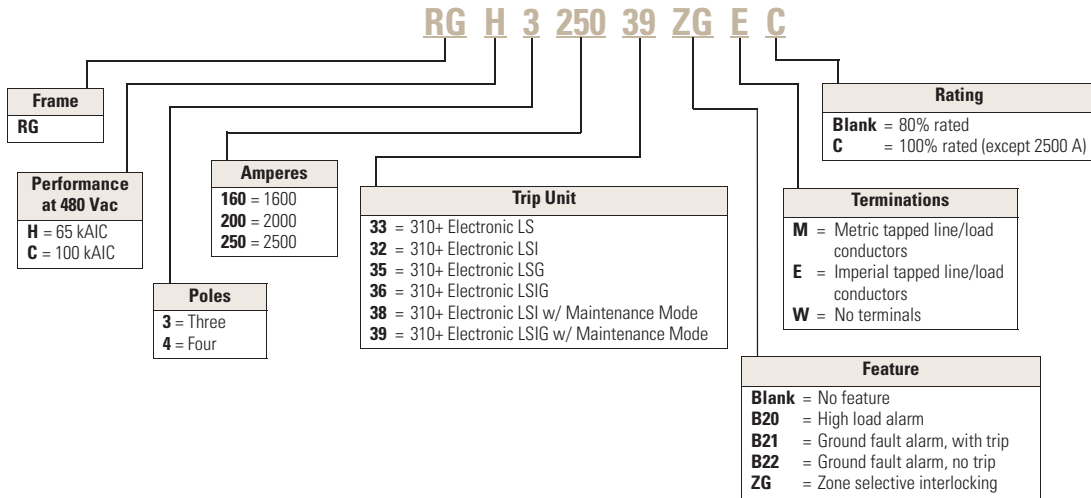 RG H 3 250 39 ZG E C
Frame
RG
Performance
at 480 Vac
H = 65 kAIC
C = 100 kAIC
Poles
3 = Three
4 = Four
Amperes
160 = 1600
200 = 2000
250 = 2500
Trip Unit
33 = 310+ Electronic LS
32 = 310+ Electronic LSI
35 = 310+ Electronic LSG
36 = 310+ Electronic LSIG
38 = 310+ Electronic LSI w/ Maintenance Mode
39 = 310+ Electronic LSIG w/ Maintenance Mode
Rating
Blank = 80% rated
C = 100% rated (except 2500 A)
Terminations
M = Metric tapped line/load
conductors
E = Imperial tapped line/load
conductors
W = No terminals
Feature
Blank = No feature
B20 = High load alarm
B21 = Ground fault alarm, with trip
B22 = Ground fault alarm, no trip
ZG = Zone selective interlocking